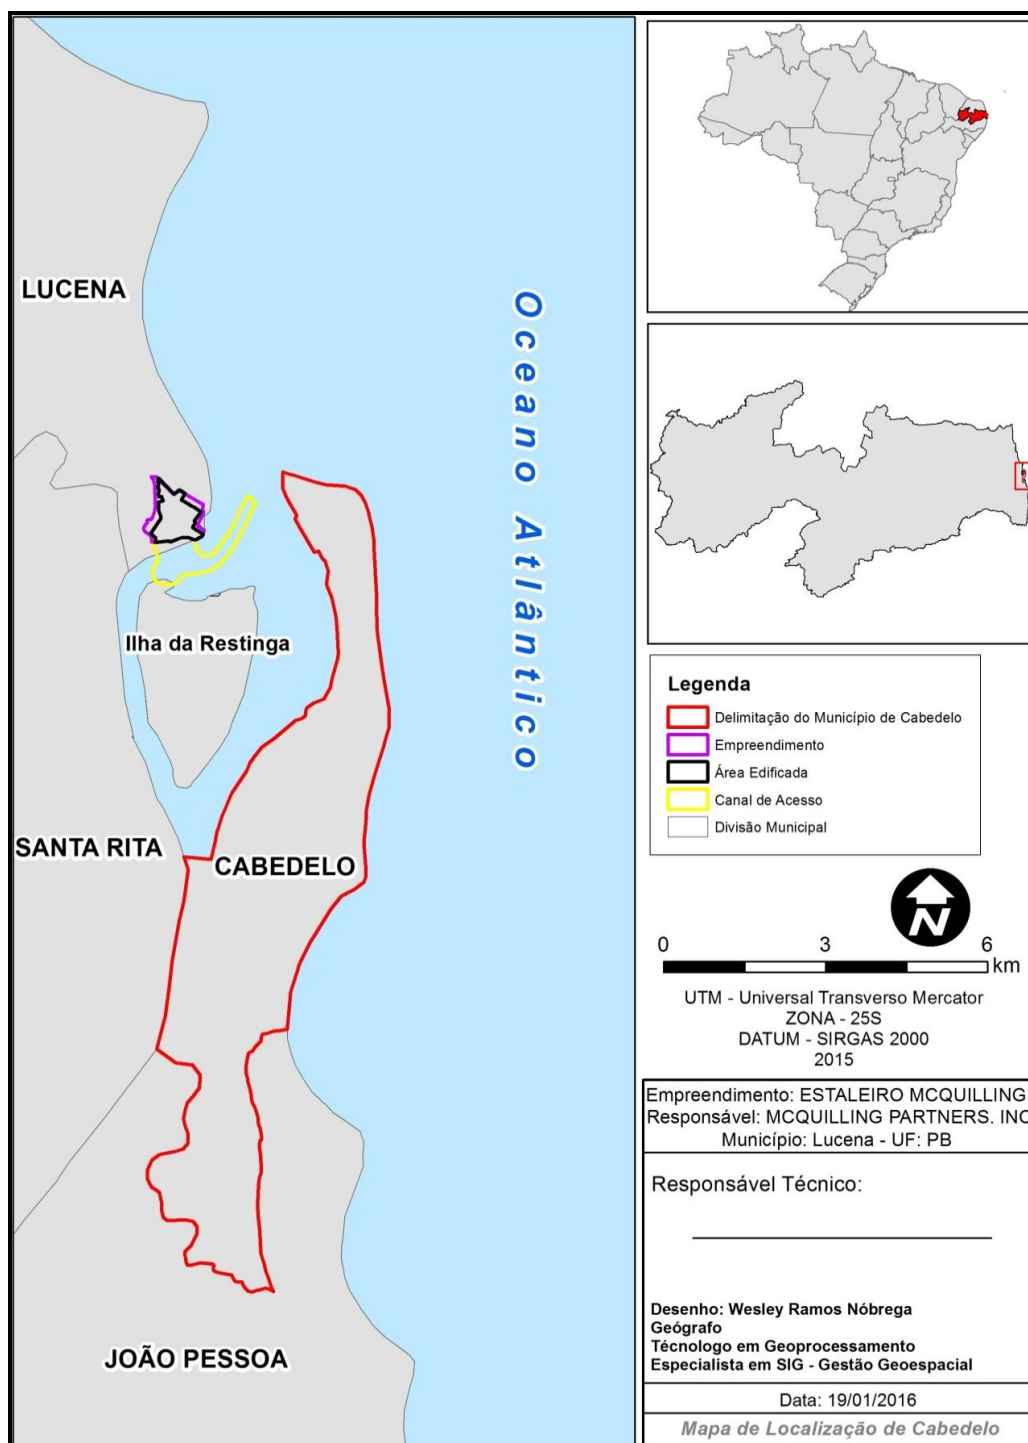 LUCENA
Oceano Atlântico
Ilha da Restinga
SANTA RITA
CABEDELO
JOÃO PESSOA
Legenda
Delimitação do Município de Cabedelo
Empreendimento
Área Edificada
Canal de Acesso
Divisão Municipal
N
0 3 6
km
UTM - Universal Transverso Mercator
ZONA - 25S
DATUM - SIRGAS 2000
2015
Empreendimento: ESTALEIRO MCQUILLING
Responsável: MCQUILLING PARTNERS. INC
Município: Lucena - UF: PB
Responsável Técnico:
Desenho: Wesley Ramos Nóbrega
Geógrafo
Técnologo em Geoprocessamento
Especialista em SIG - Gestão Geoespacial
Data: 19/01/2016
Mapa de Localização de Cabedelo